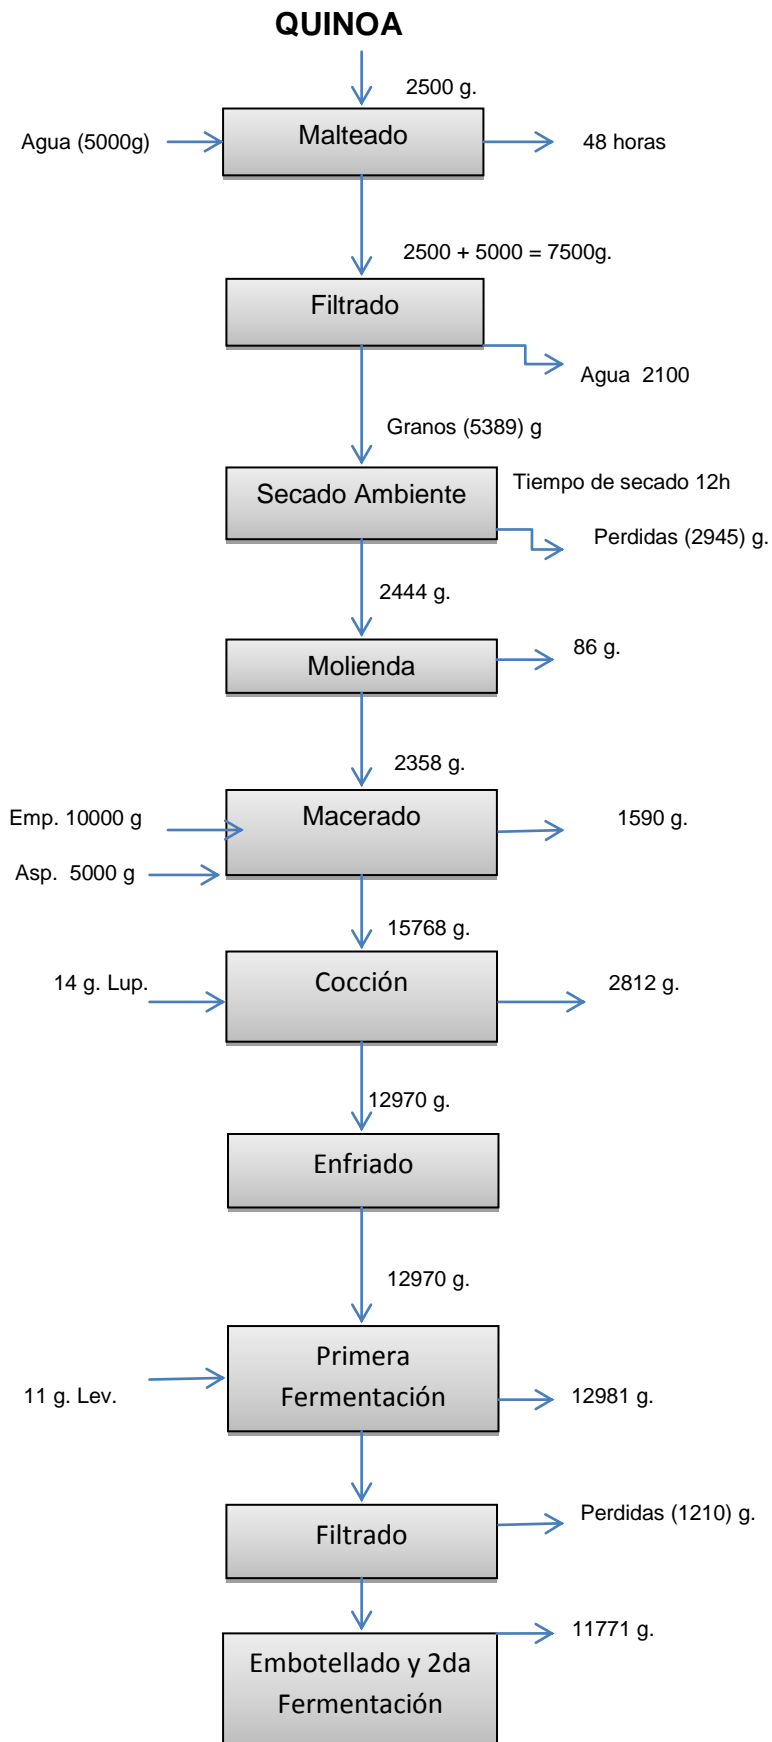 QUINOA
2500 g.
Agua (5000g)
Malteado
48 horas
2500 + 5000 = 7500g.
Filtrado
Agua  2100
Granos (5389) g
Secado Ambiente
Tiempo de secado 12h
Perdidas (2945) g.
2444 g.
Molienda
86 g.
2358 g.
Emp. 10000 g
Macerado
1590 g.
Asp.  5000 g
15768 g.
14 g. Lup.
Cocción
2812 g.
12970 g.
Enfriado
12970 g.
Primera
Fermentación
11 g. Lev.
12981 g.
Filtrado
Perdidas (1210) g.
11771 g.
Embotellado y 2da
Fermentación